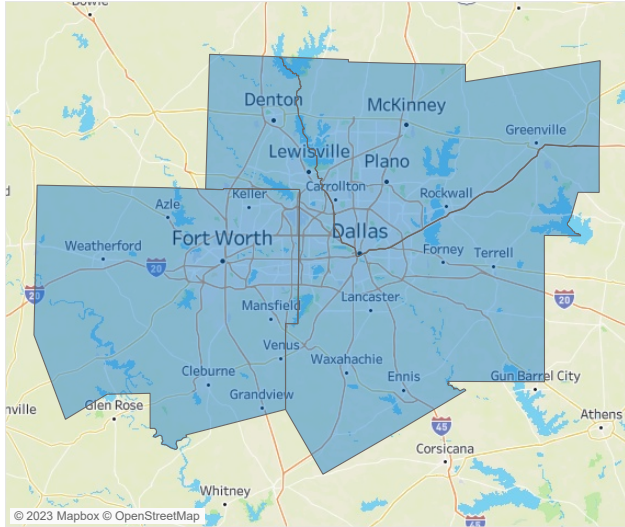 Bowie
Denton
McKinney
Greenville
Lewisville
Plano
Carrollton
Keller
Rockwall
Azle
Fort Worth
Dallas
Weatherford
Forney
Terrell
20
20
20
Lancaster
Mansfield
Venus
Waxahachie
Cleburne
Ennis
Gun Barrel City
Grandview
Glen Rose
nville
Athens
45
Corsicana
Whitney
45
© 2023 Mapbox © OpenStreetMap